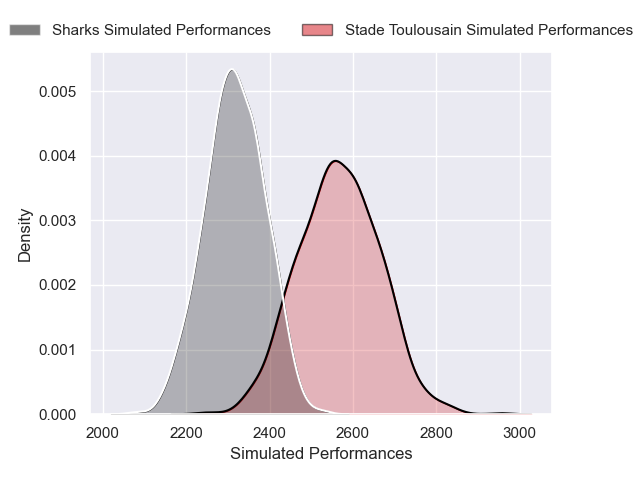 Sharks Simulated Performances Stade Toulousain Simulated Performances
0.005
0.004
0.003
0.002
0.001
0.000
Density
2000 2200 2400 2600 2800 3000
Simulated Performances